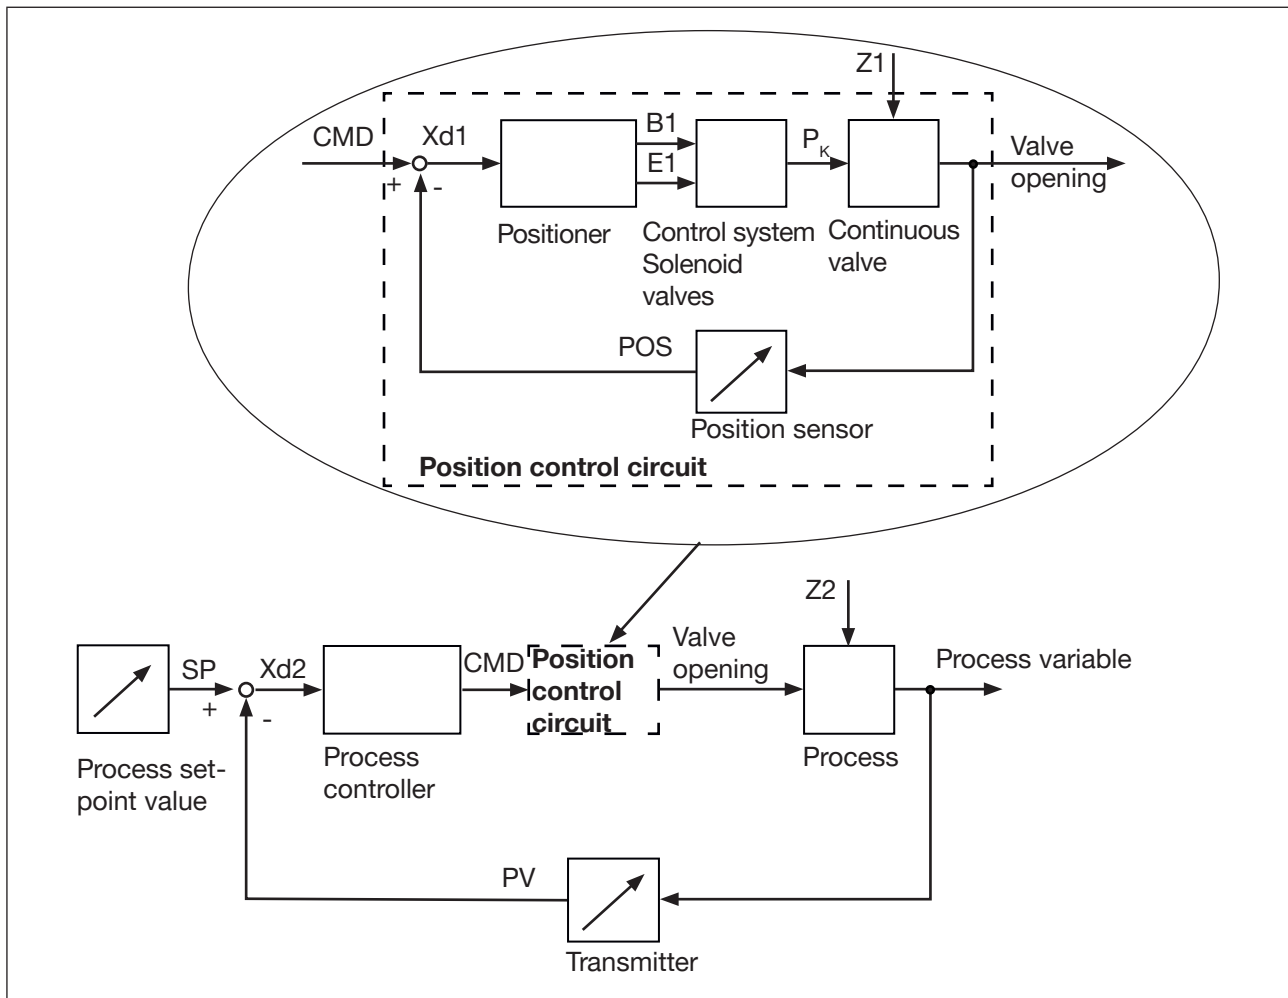 Z1
CMD
Xd1
B1
E1
P_K
Valve
opening
+
-
Positioner
Control system
Solenoid
valves
Continuous
valve
POS
Position sensor
Position control circuit
Z2
SP
Xd2
CMD
Position
control
circuit
Valve
opening
Process variable
+
-
Process set-
point value
Process
controller
Process
PV
Transmitter